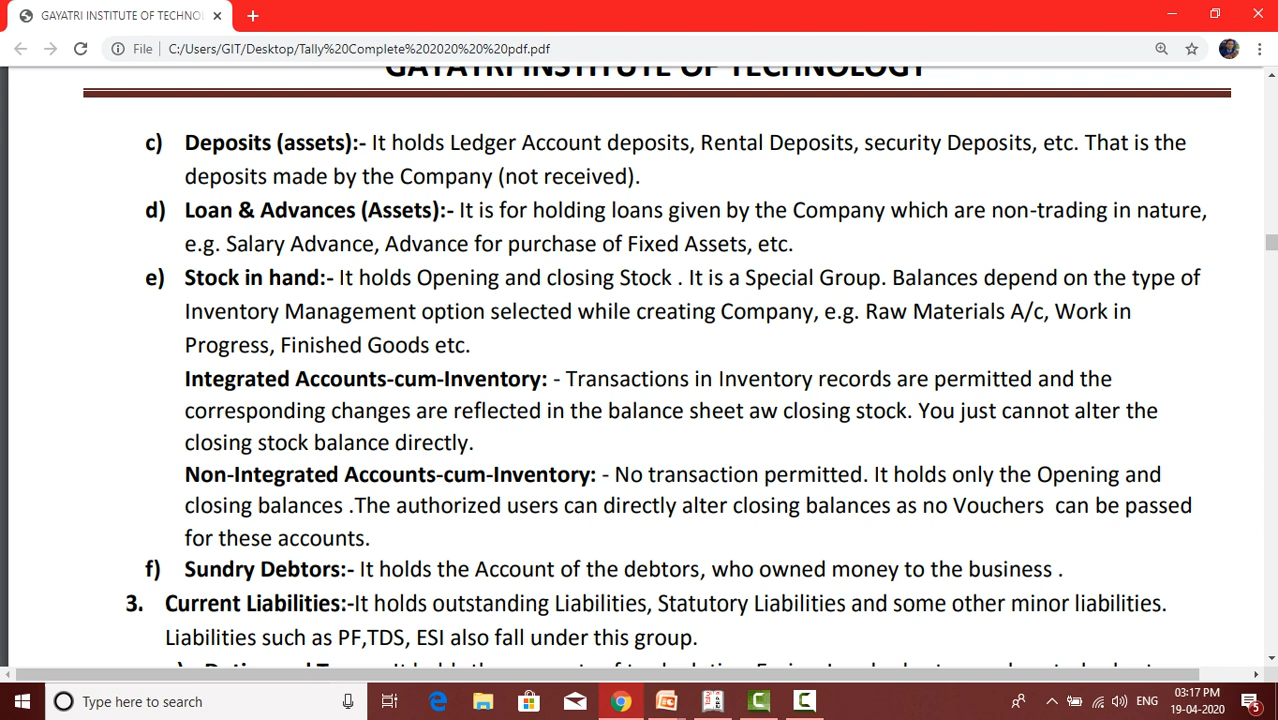 GAYATRI INSTITUTE OF TECHNOLO
File
C:/Users/GIT/Desktop/Tally%20Complete%202020%20%20pdf.pdf
GAYATRI INSTITUTE OF TECHNOLOGY
c) Deposits (assets):- It holds Ledger Account deposits, Rental Deposits, security Deposits, etc. That is the
deposits made by the Company (not received).
d) Loan & Advances (Assets):- It is for holding loans given by the Company which are non-trading in nature,
e.g. Salary Advance, Advance for purchase of Fixed Assets, etc.
e) Stock in hand:- It holds Opening and closing Stock . It is a Special Group. Balances depend on the type of
Inventory Management option selected while creating Company, e.g. Raw Materials A/c, Work in
Progress, Finished Goods etc.
Integrated Accounts-cum-Inventory: - Transactions in Inventory records are permitted and the
corresponding changes are reflected in the balance sheet aw closing stock. You just cannot alter the
closing stock balance directly.
Non-Integrated Accounts-cum-Inventory: - No transaction permitted. It holds only the Opening and
closing balances .The authorized users can directly alter closing balances as no Vouchers can be passed
for these accounts.
f) Sundry Debtors:- It holds the Account of the debtors, who owned money to the business .
3. Current Liabilities:-It holds outstanding Liabilities, Statutory Liabilities and some other minor liabilities.
Liabilities such as PF,TDS, ESI also fall under this group.
Type here to search
ENG
03:17 PM
19-04-2020
5